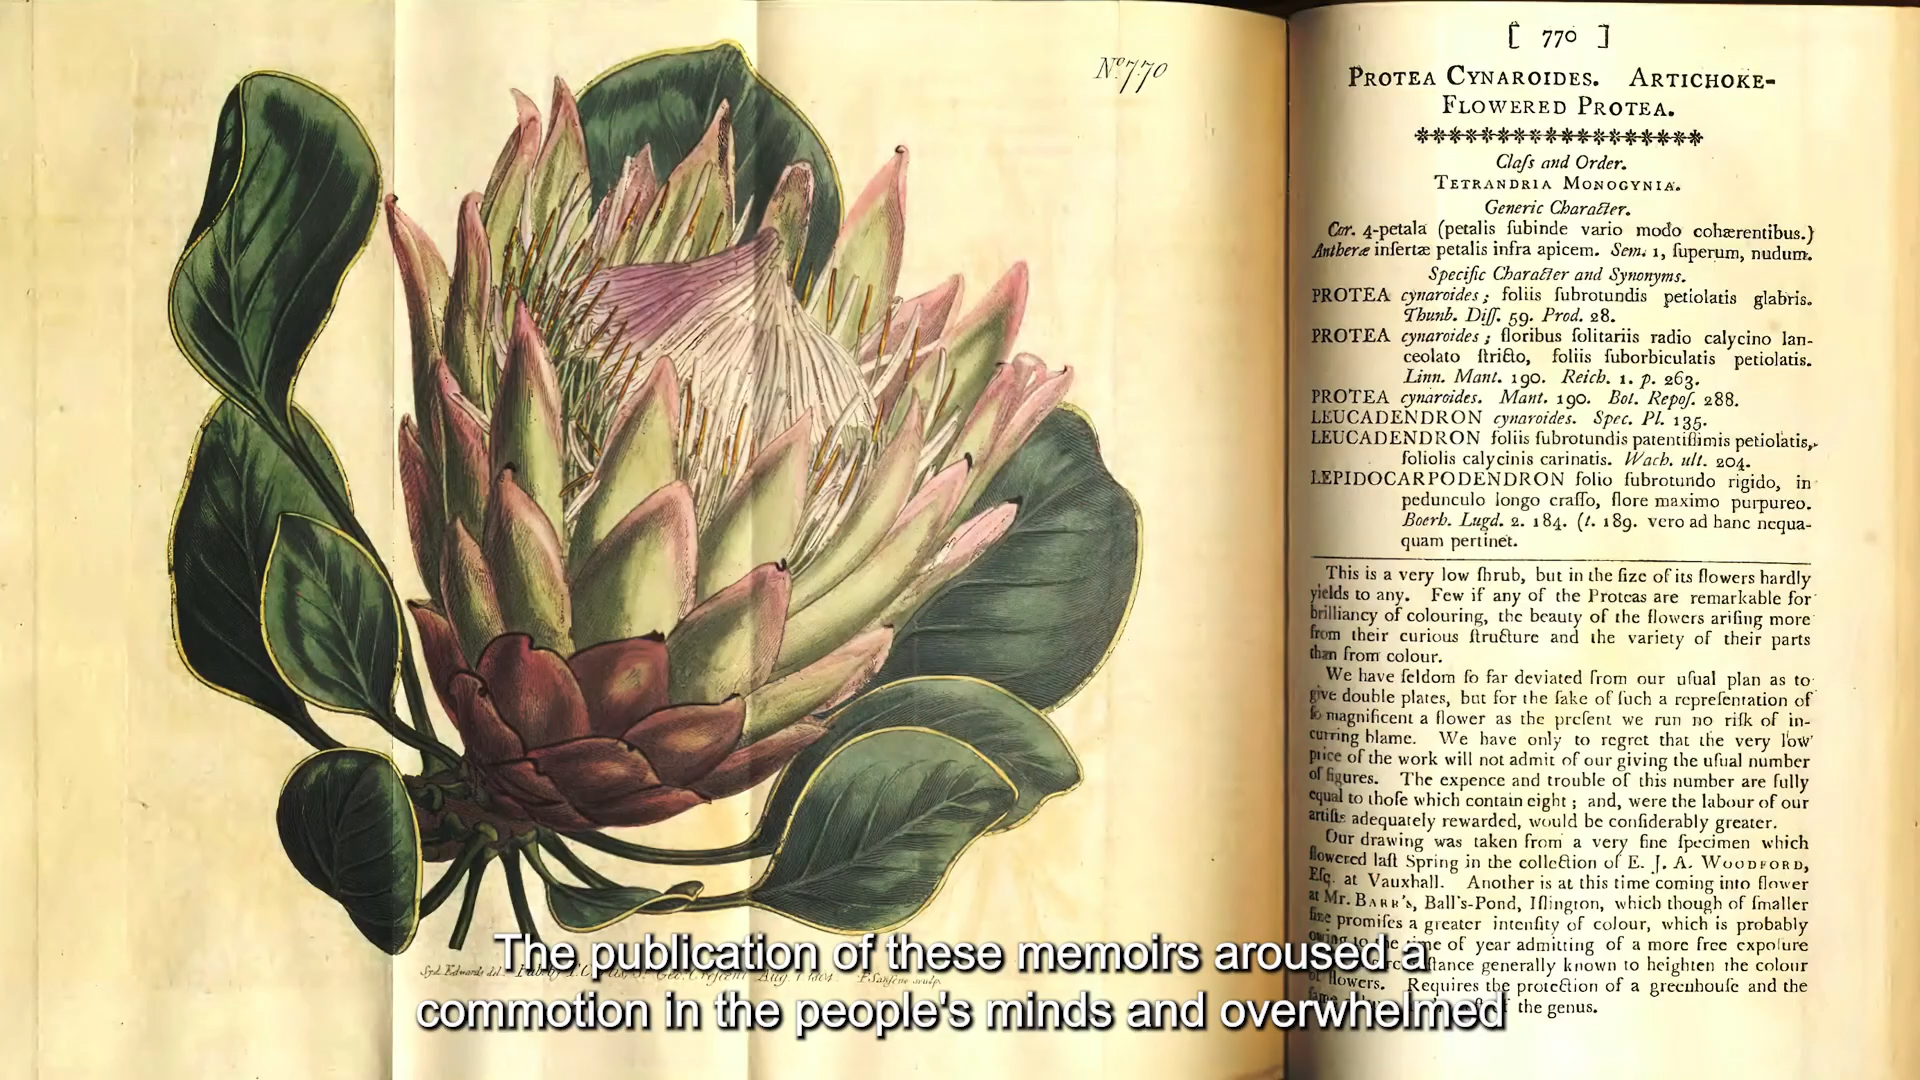 Nº 770
Syd. Edwards del.
F Sansom sculp.
[ 770 ]
PROTEA CYNAROIDES. ARTICHOKE-
FLOWERED PROTEA.
Claſs and Order.
TETRANDRIA MONOGYNIA.
Generic Character.
Cor. 4-petala (petalis ſubinde vario modo cohærentibus.)
Antheræ inſertæ petalis infra apicem. Sem. 1, ſuperum, nudum.
Specific Character and Synonyms.
PROTEA cynaroides; foliis ſubrotundis petiolatis glabris.
Thunb. Diſſ. 59. Prod. 28.
PROTEA cynaroides; floribus ſolitariis radio calycino lan-
ceolato ſtricto, foliis ſuborbiculatis petiolatis.
Linn. Mant. 190. Reich. 1. p. 263.
PROTEA cynaroides. Mant. 190. Bot. Repoſ. 288.
LEUCADENDRON cynaroides. Spec. Pl. 135.
LEUCADENDRON foliis ſubrotundis patentiſſimis petiolatis,
foliolis calycinis carinatis. Wach. ult. 204.
LEPIDOCARPODENDRON folio ſubrotundo rigido, in
pedunculo longo craſſo, flore maximo purpureo.
Boerh. Lugd. 2. 184. (t. 189. vero ad hanc nequa-
quam pertinet.
This is a very low ſhrub, but in the ſize of its flowers hardly
yields to any. Few if any of the Proteas are remarkable for
brilliancy of colouring, the beauty of the flowers ariſing more
from their curious ſtructure and the variety of their parts
than from colour.
We have ſeldom ſo far deviated from our uſual plan as to
give double plates, but for the ſake of ſuch a repreſentation of
ſo magnificent a flower as the preſent we run no riſk of in-
curring blame. We have only to regret that the very low
price of the work will not admit of our giving the uſual number
of figures. The expence and trouble of this number are fully
equal to thoſe which contain eight; and, were the labour of our
artiſts adequately rewarded, would be conſiderably greater.
Our drawing was taken from a very fine ſpecimen which
flowered laſt Spring in the collection of E. J. A. WOODFORD,
Eſq. at Vauxhall. Another is at this time coming into flower
at Mr. BARR's, Ball's-Pond, Iſlington, which though of ſmaller
ſize promiſes a greater intenſity of colour, which is probably
owing to the time of year admitting of a more free expoſure
generally known to heighten the colour
of flowers. Requires the protection of a greenhouſe and the
the genus.
The publication of these memoirs aroused a
commotion in the people's minds and overwhelmed